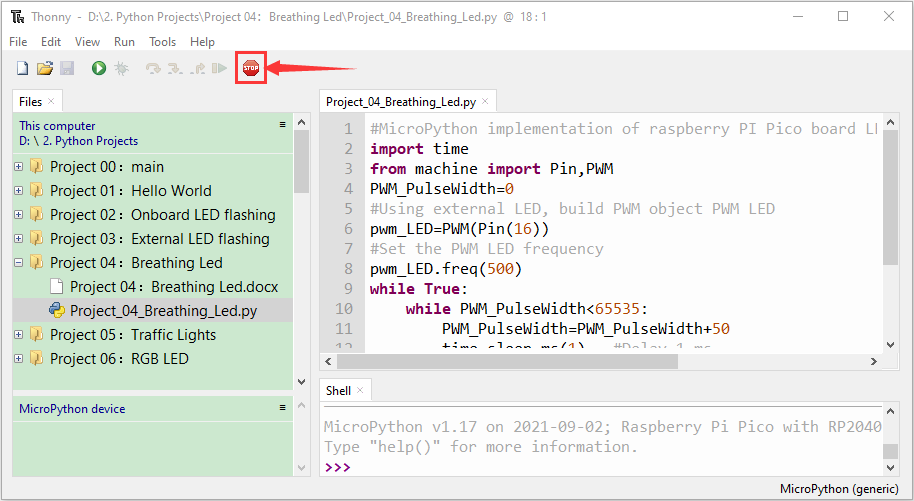 Thonny - D:\2. Python Projects\Project 04：Breathing Led\Project_04_Breathing_Led.py @ 18 : 1
File Edit View Run Tools Help
STOP
Files ×
This computer
D: \ 2. Python Projects
Project 00：main
Project 01：Hello World
Project 02：Onboard LED flashing
Project 03：External LED flashing
Project 04：Breathing Led
Project 04：Breathing Led.docx
Project_04_Breathing_Led.py
Project 05：Traffic Lights
Project 06：RGB LED
MicroPython device
Project_04_Breathing_Led.py ×
1 #MicroPython implementation of raspberry PI Pico board LE
2 import time
3 from machine import Pin,PWM
4 PWM_PulseWidth=0
5 #Using external LED, build PWM object PWM LED
6 pwm_LED=PWM(Pin(16))
7 #Set the PWM LED frequency
8 pwm_LED.freq(500)
9 while True:
10 while PWM_PulseWidth<65535:
11 PWM_PulseWidth=PWM_PulseWidth+50
12 time.sleep_ms(1) #Delay 1 ms
Shell ×
MicroPython v1.17 on 2021-09-02; Raspberry Pi Pico with RP2040
Type "help()" for more information.
>>>
MicroPython (generic)